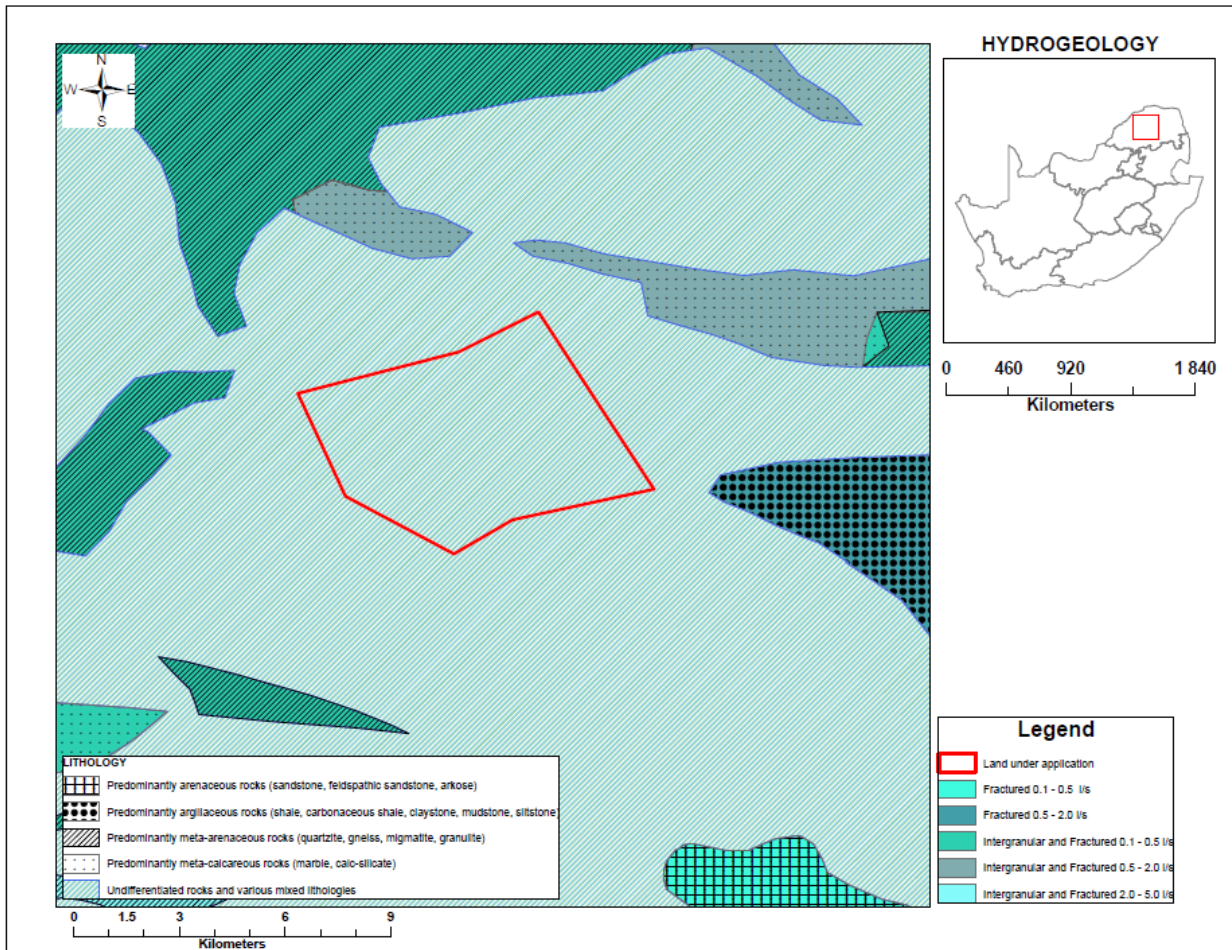 HYDROGEOLOGY
N
W E
S
0 460 920 1 840
Kilometers
Legend
Land under application
Fractured 0.1 - 0.5 l/s
Fractured 0.5 - 2.0 l/s
Intergranular and Fractured 0.1 - 0.5 l/s
Intergranular and Fractured 0.5 - 2.0 l/s
Intergranular and Fractured 2.0 - 5.0 l/s
LITHOLOGY
Predominantly arenaceous rocks (sandstone, feldspathic sandstone, arkose)
Predominantly argillaceous rocks (shale, carbonaceous shale, claystone, mudstone, siltstone)
Predominantly meta-arenaceous rocks (quartzite, gneiss, migmatite, granulite)
Predominantly meta-calcareous rocks (marble, calc-silicate)
Undifferentiated rocks and various mixed lithologies
0 1.5 3 6 9
Kilometers